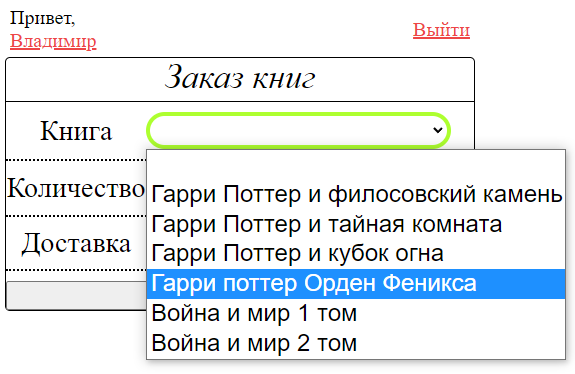 Привет,
Владимир
Выйти
Заказ книг
Книга
Количество
Доставка
Гарри Поттер и филосовский камень
Гарри Поттер и тайная комната
Гарри Поттер и кубок огна
Гарри поттер Орден Феникса
Война и мир 1 том
Война и мир 2 том